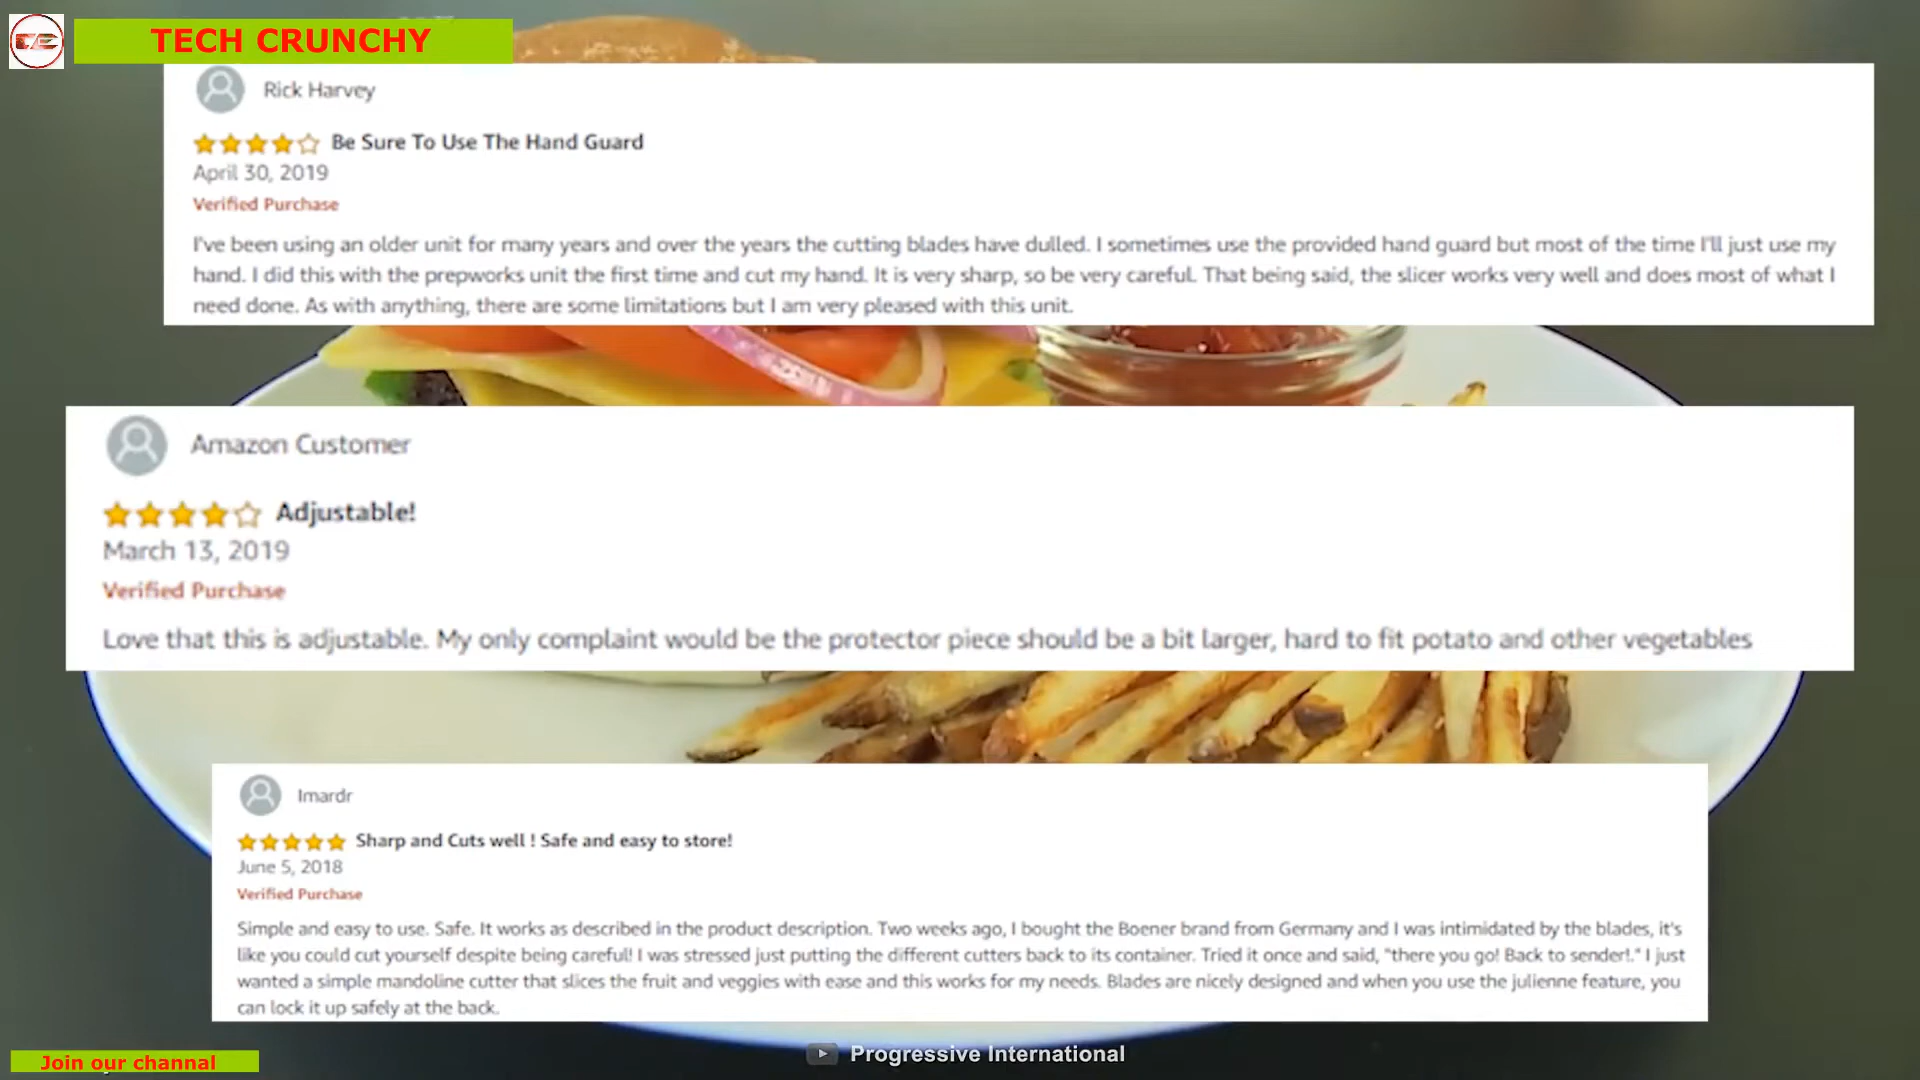 TECH CRUNCHY
Rick Harvey
Be Sure To Use The Hand Guard
April 30, 2019
Verified Purchase
I've been using an older unit for many years and over the years the cutting blades have dulled. I sometimes use the provided hand guard but most of the time I'll just use my
hand. I did this with the prepworks unit the first time and cut my hand. It is very sharp, so be very careful. That being said, the slicer works very well and does most of what I
need done. As with anything, there are some limitations but I am very pleased with this unit.
Amazon Customer
Adjustable!
March 13, 2019
Verified Purchase
Love that this is adjustable. My only complaint would be the protector piece should be a bit larger, hard to fit potato and other vegetables
lmardr
Sharp and Cuts well ! Safe and easy to store!
June 5, 2018
Verified Purchase
Simple and easy to use. Safe. It works as described in the product description. Two weeks ago, I bought the Boener brand from Germany and I was intimidated by the blades, it's
like you could cut yourself despite being careful! I was stressed just putting the different cutters back to its container. Tried it once and said, "there you go! Back to sender!." I just
wanted a simple mandoline cutter that slices the fruit and veggies with ease and this works for my needs. Blades are nicely designed and when you use the julienne feature, you
can lock it up safely at the back.
Progressive International
Join our channal